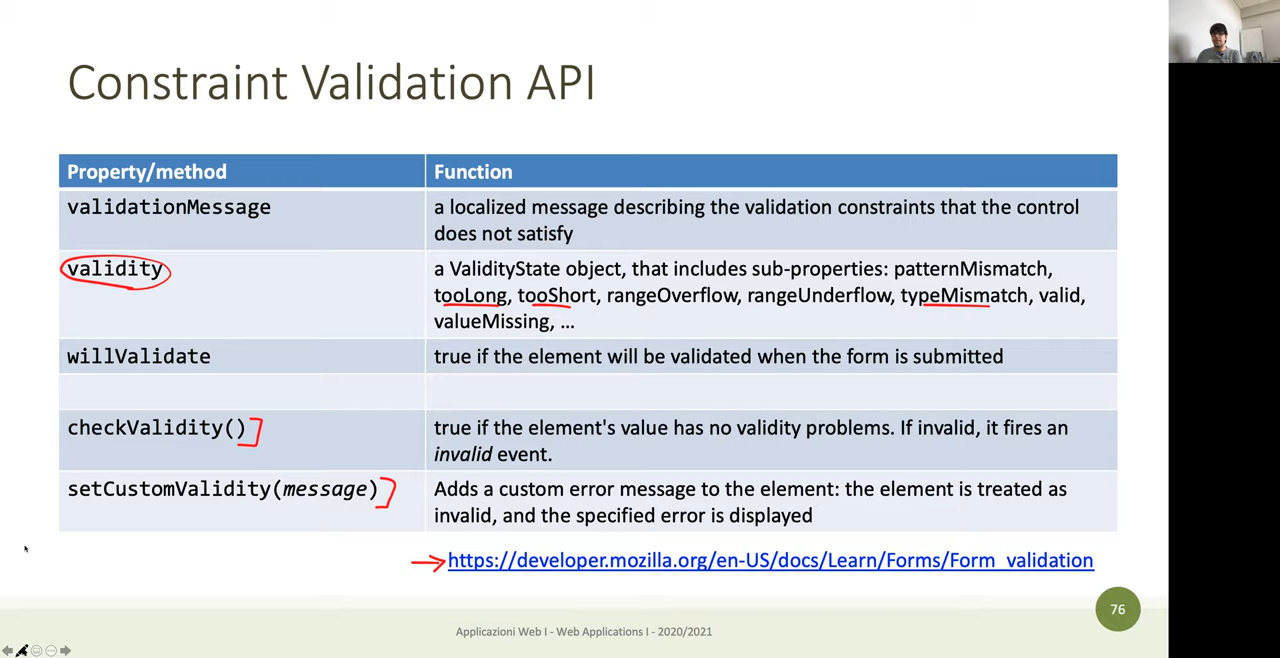 Constraint Validation API
Property/method
Function
validationMessage
a localized message describing the validation constraints that the control
does not satisfy
validity
a ValidityState object, that includes sub-properties: patternMismatch,
tooLong, tooShort, rangeOverflow, rangeUnderflow, typeMismatch, valid,
valueMissing, …
willValidate
true if the element will be validated when the form is submitted
checkValidity()
true if the element's value has no validity problems. If invalid, it fires an
invalid event.
setCustomValidity(message)
Adds a custom error message to the element: the element is treated as
invalid, and the specified error is displayed
https://developer.mozilla.org/en-US/docs/Learn/Forms/Form_validation
76
Applicazioni Web I - Web Applications I - 2020/2021